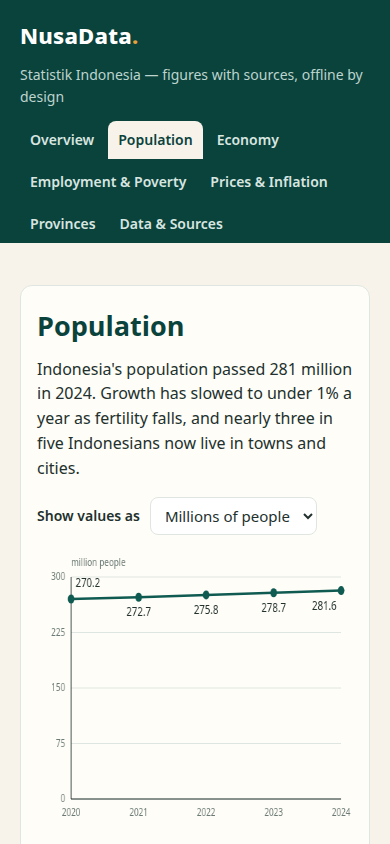 NusaData.
Statistik Indonesia — figures with sources, offline by
design
Overview Population Economy
Employment & Poverty Prices & Inflation
Provinces Data & Sources
Population
Indonesia's population passed 281 million
in 2024. Growth has slowed to under 1% a
year as fertility falls, and nearly three in
five Indonesians now live in towns and
cities.
Show values as Millions of people
million people
300
270.2
272.7 275.8 278.7 281.6
225
150
75
0
2020 2021 2022 2023 2024